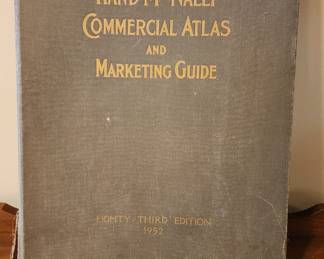 RAND McNALLY
COMMERCIAL ATLAS
AND
MARKETING GUIDE
EIGHTY-THIRD EDITION
1952